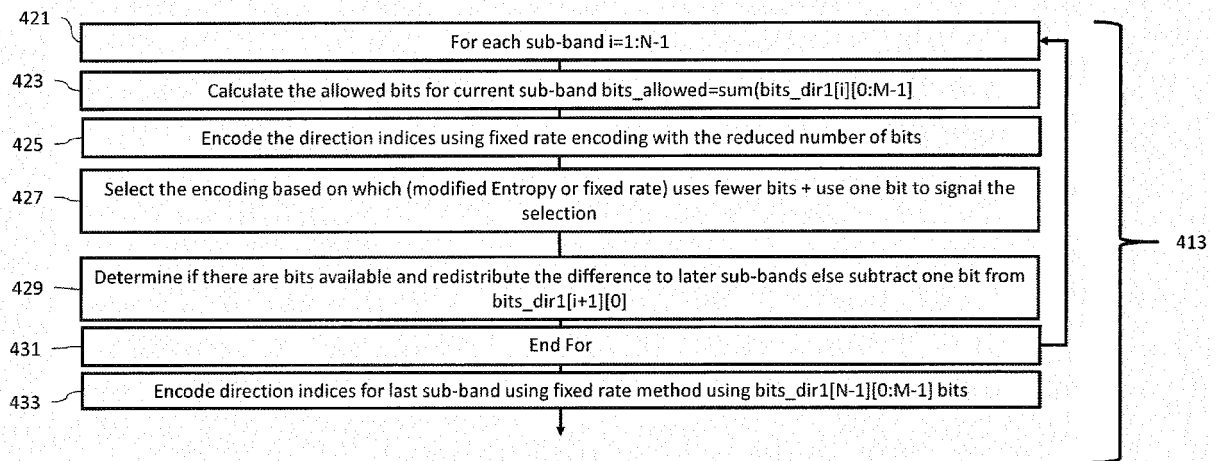 421
For each sub-band i=1:N-1
423
Calculate the allowed bits for current sub-band bits_allowed=sum(bits_dir1[i][0:M-1]
425
Encode the direction indices using fixed rate encoding with the reduced number of bits
427
Select the encoding based on which (modified Entropy or fixed rate) uses fewer bits + use one bit to signal the
selection
413
429
Determine if there are bits available and redistribute the difference to later sub-bands else subtract one bit from
bits_dir1[i+1][0]
431
End For
433
Encode direction indices for last sub-band using fixed rate method using bits_dir1[N-1][0:M-1] bits